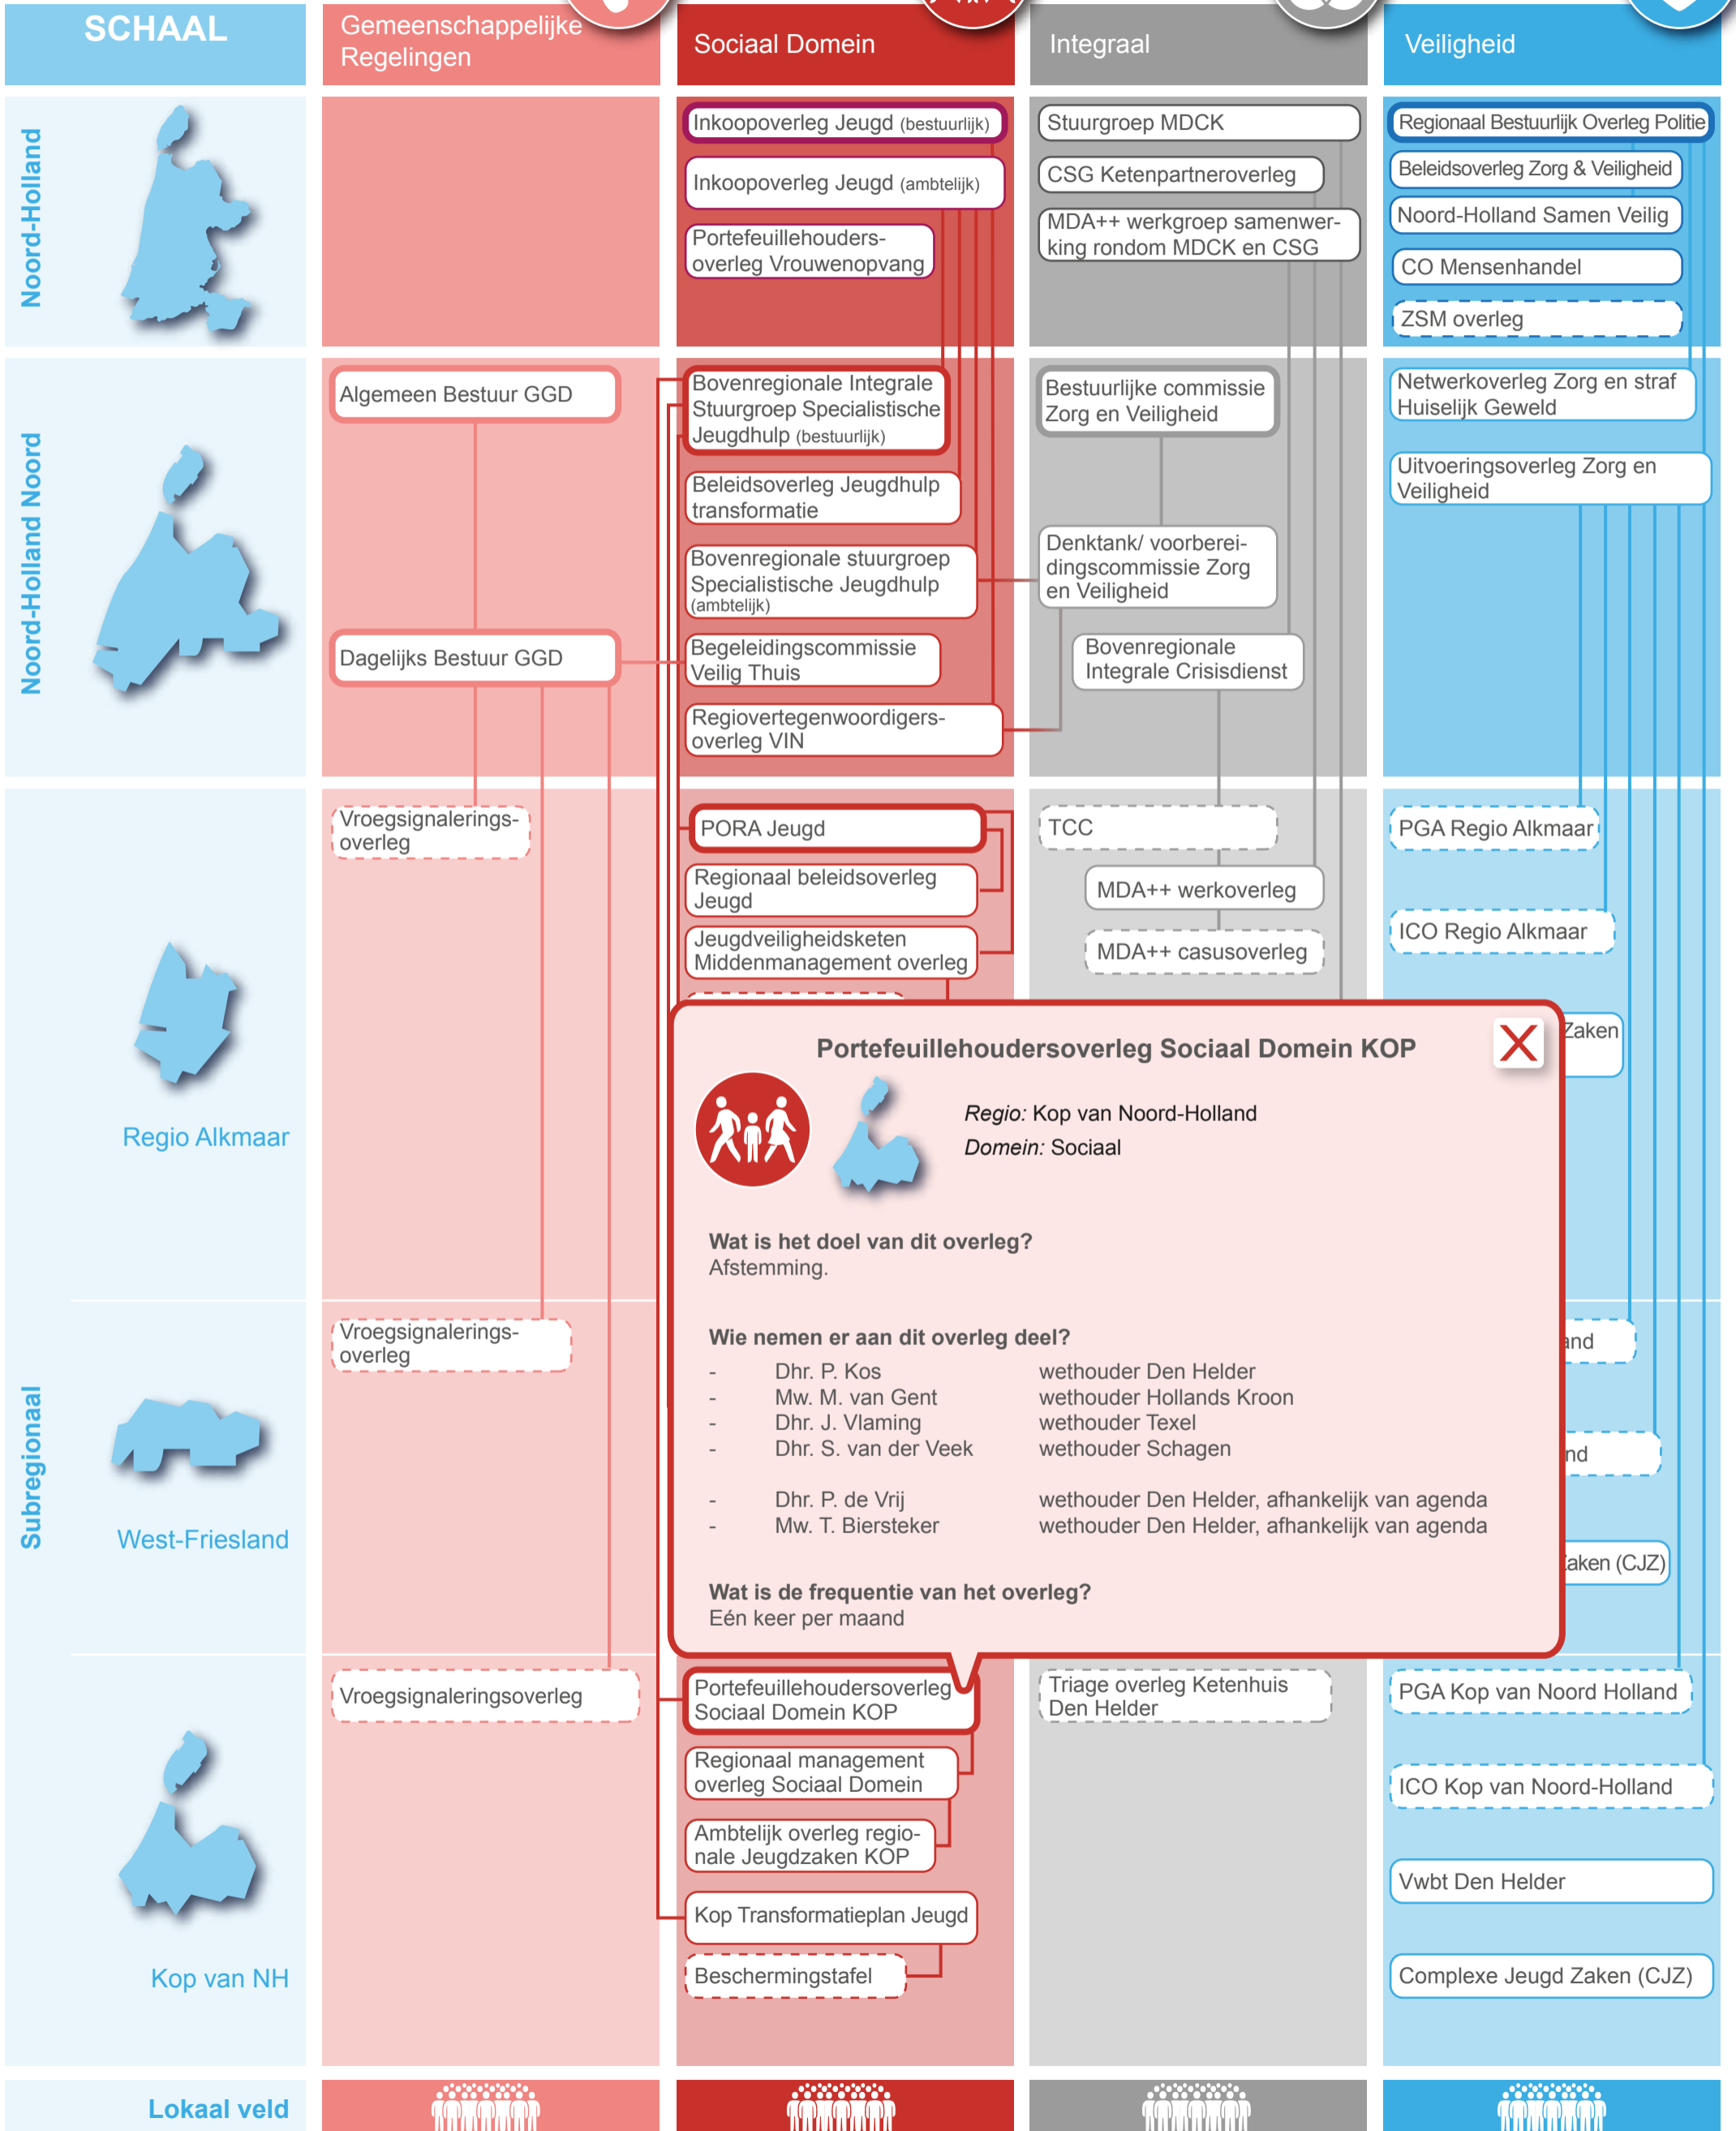 SCHAAL
Gemeenschappelijke
Regelingen
Sociaal Domein
Integraal
Veiligheid
Noord-Holland
Inkoopoverleg Jeugd (bestuurlijk)
Inkoopoverleg Jeugd (ambtelijk)
Portefeuillehouders-
overleg Vrouwenopvang
Stuurgroep MDCK
CSG Ketenpartneroverleg
MDA++ werkgroep samenwer-
king rondom MDCK en CSG
Regionaal Bestuurlijk Overleg Politie
Beleidsoverleg Zorg & Veiligheid
Noord-Holland Samen Veilig
CO Mensenhandel
ZSM overleg
Noord-Holland Noord
Algemeen Bestuur GGD
Dagelijks Bestuur GGD
Bovenregionale Integrale
Stuurgroep Specialistische
Jeugdhulp (bestuurlijk)
Beleidsoverleg Jeugdhulp
transformatie
Bovenregionale stuurgroep
Specialistische Jeugdhulp
(ambtelijk)
Begeleidingscommissie
Veilig Thuis
Regiovertegenwoordigers-
overleg VIN
Bestuurlijke commissie
Zorg en Veiligheid
Denktank/ voorberei-
dingscommissie Zorg
en Veiligheid
Bovenregionale
Integrale Crisisdienst
Netwerkoverleg Zorg en straf
Huiselijk Geweld
Uitvoeringsoverleg Zorg en
Veiligheid
Subregionaal
Regio Alkmaar
Vroegsignalerings-
overleg
PORA Jeugd
Regionaal beleidsoverleg
Jeugd
Jeugdveiligheidsketen
Middenmanagement overleg
TCC
MDA++ werkoverleg
MDA++ casusoverleg
PGA Regio Alkmaar
ICO Regio Alkmaar
Zaken
Portefeuillehoudersoverleg Sociaal Domein KOP
X
Regio: Kop van Noord-Holland
Domein: Sociaal
Wat is het doel van dit overleg?
Afstemming.
Wie nemen er aan dit overleg deel?
- Dhr. P. Kos wethouder Den Helder
- Mw. M. van Gent wethouder Hollands Kroon
- Dhr. J. Vlaming wethouder Texel
- Dhr. S. van der Veek wethouder Schagen
- Dhr. P. de Vrij wethouder Den Helder, afhankelijk van agenda
- Mw. T. Biersteker wethouder Den Helder, afhankelijk van agenda
Wat is de frequentie van het overleg?
Eén keer per maand
West-Friesland
Vroegsignalerings-
overleg
and
nd
aken (CJZ)
Kop van NH
Vroegsignaleringsoverleg
Portefeuillehoudersoverleg
Sociaal Domein KOP
Regionaal management
overleg Sociaal Domein
Ambtelijk overleg regio-
nale Jeugdzaken KOP
Kop Transformatieplan Jeugd
Beschermingstafel
Triage overleg Ketenhuis
Den Helder
PGA Kop van Noord Holland
ICO Kop van Noord-Holland
Vwbt Den Helder
Complexe Jeugd Zaken (CJZ)
Lokaal veld